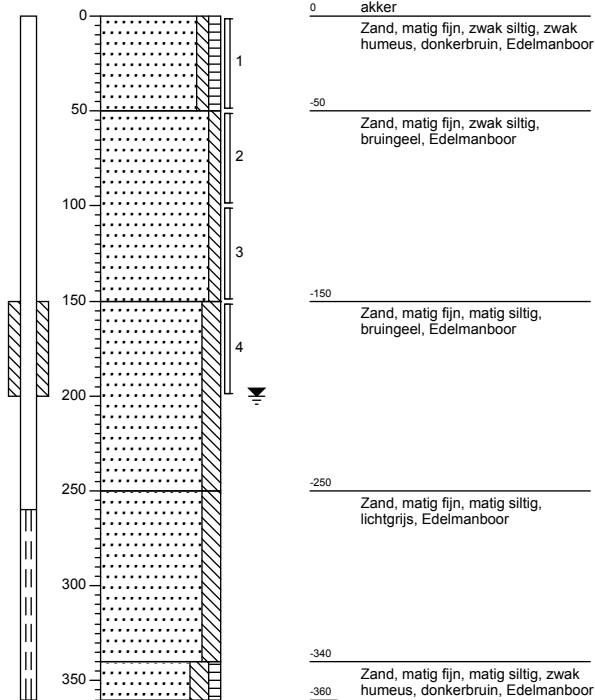 0 akker
Zand, matig fijn, zwak siltig, zwak
humeus, donkerbruin, Edelmanboor
-50
Zand, matig fijn, zwak siltig,
bruingeel, Edelmanboor
-150
Zand, matig fijn, matig siltig,
bruingeel, Edelmanboor
-250
Zand, matig fijn, matig siltig,
lichtgrijs, Edelmanboor
-340
Zand, matig fijn, matig siltig, zwak
humeus, donkerbruin, Edelmanboor
-360
0
50
100
150
200
250
300
350
1
2
3
4